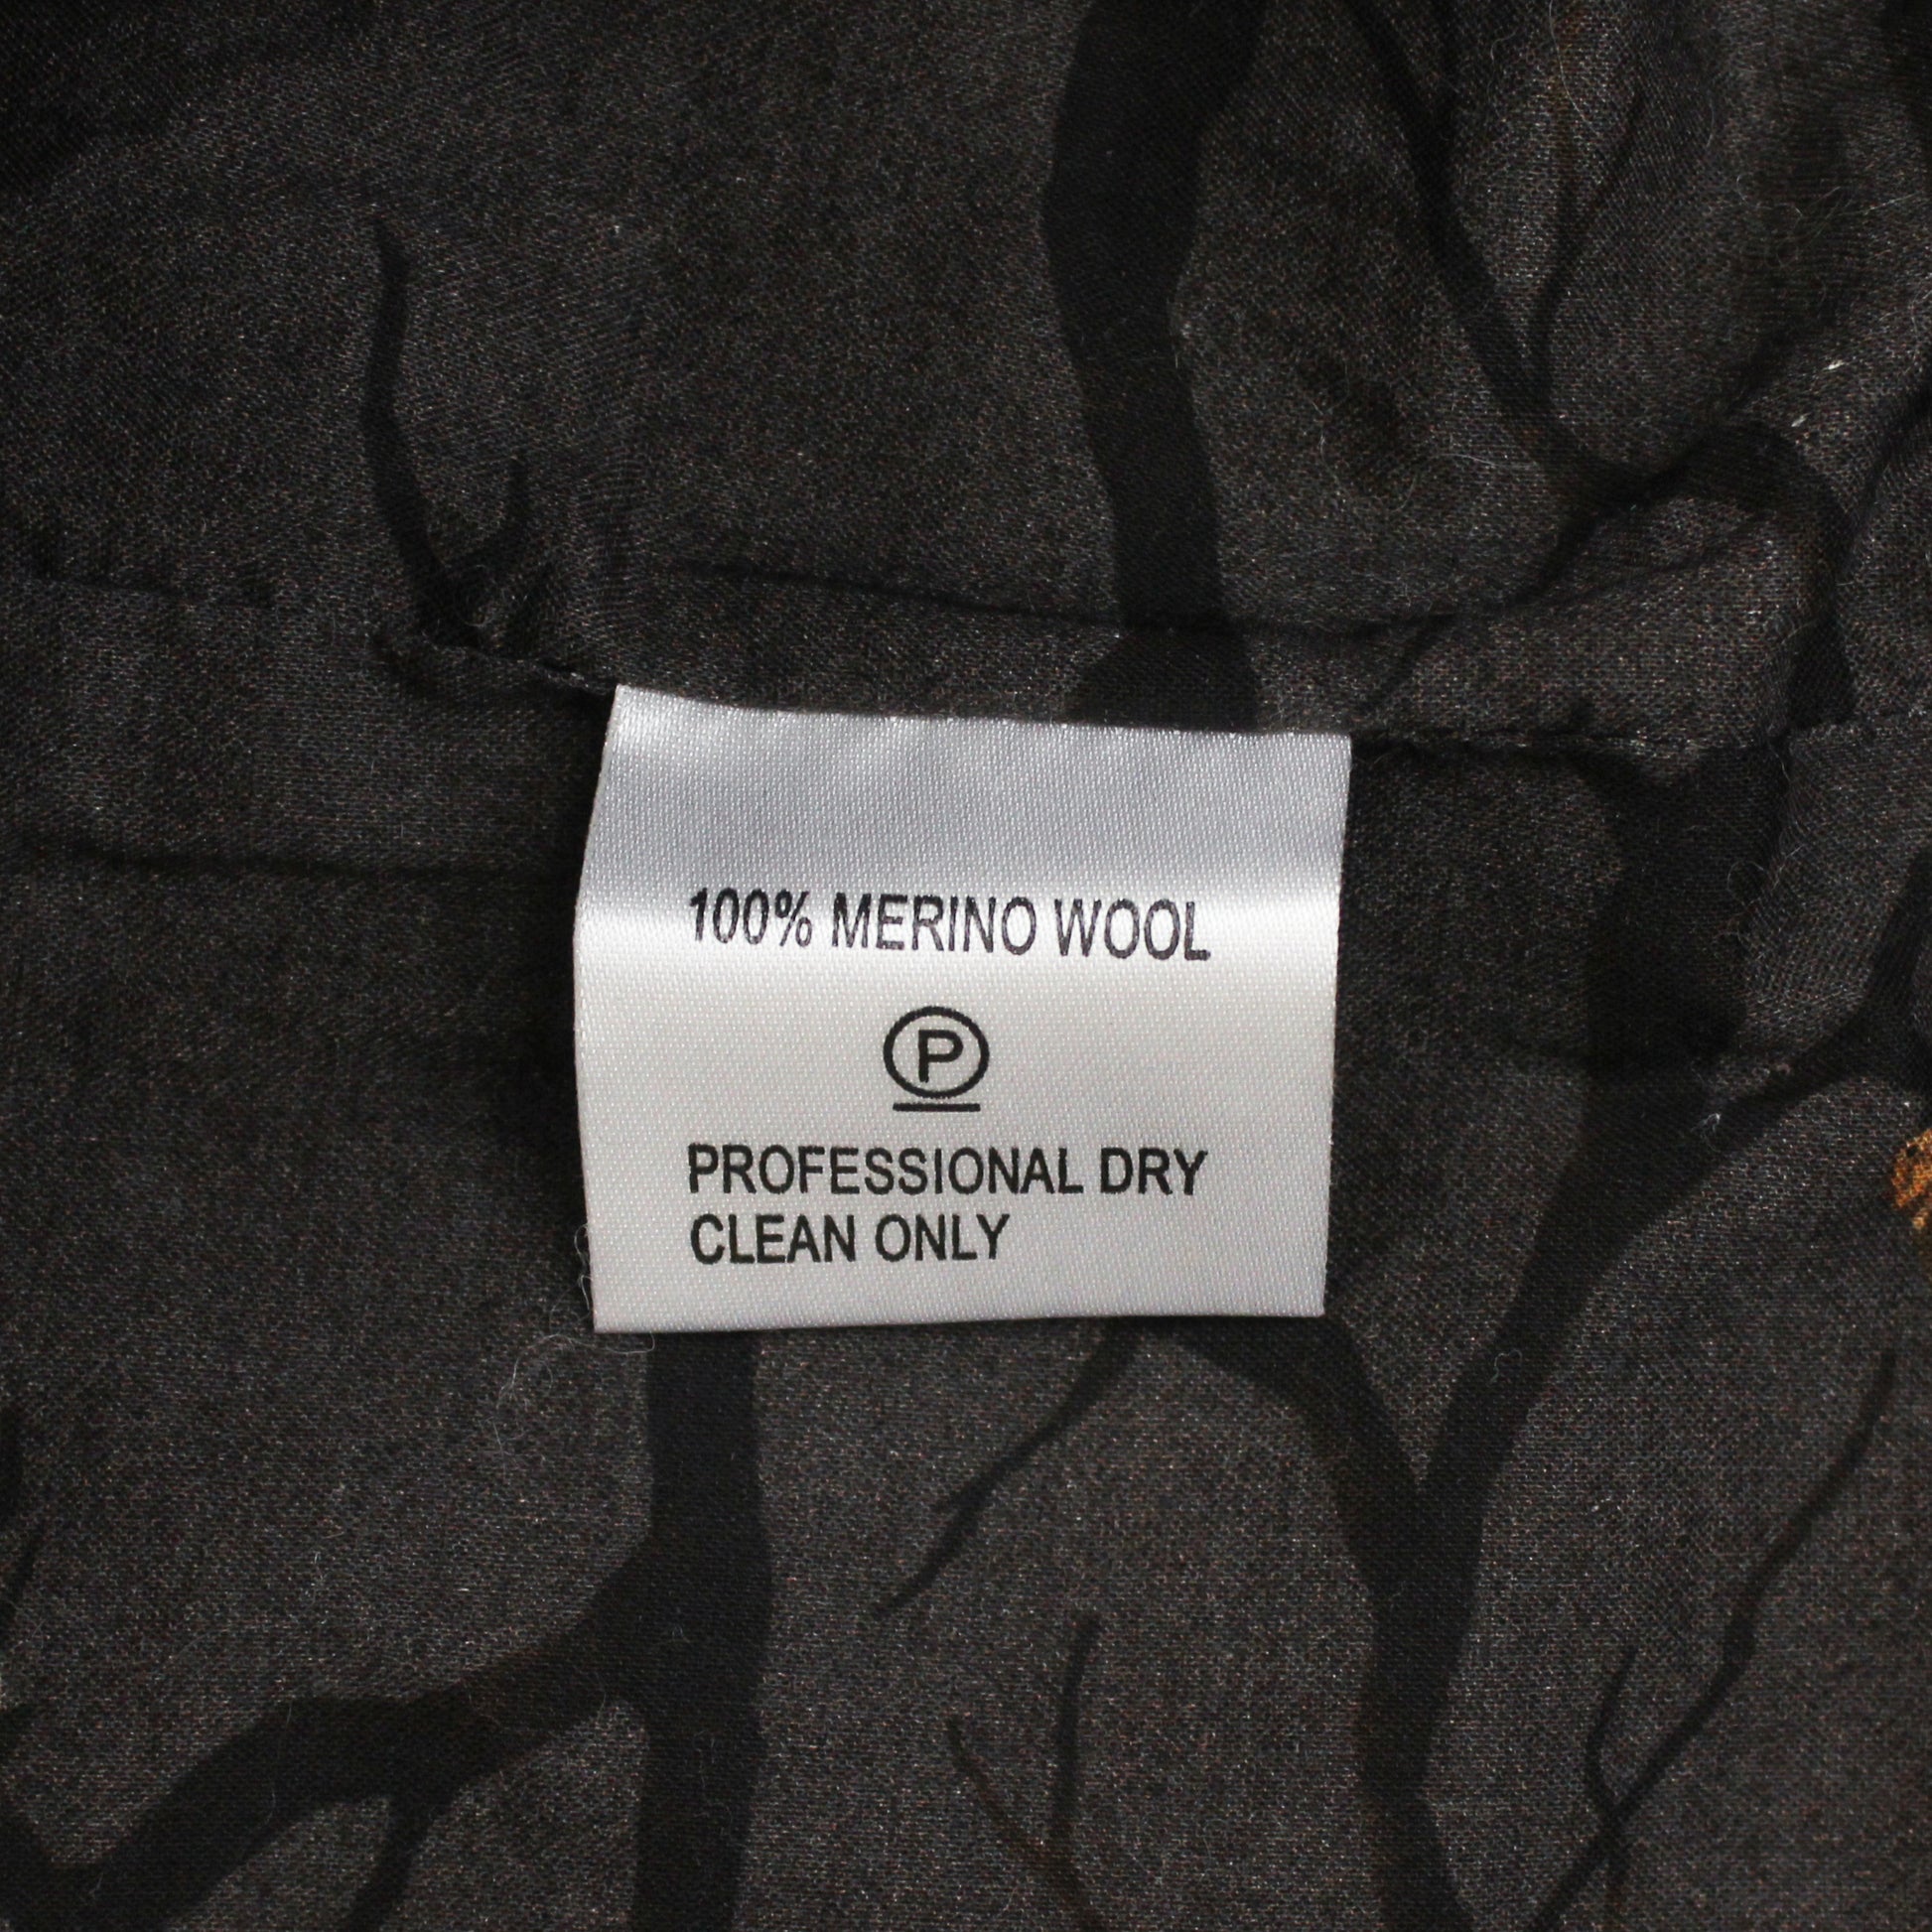 100% MERINO WOOL
P
PROFESSIONAL DRY
CLEAN ONLY